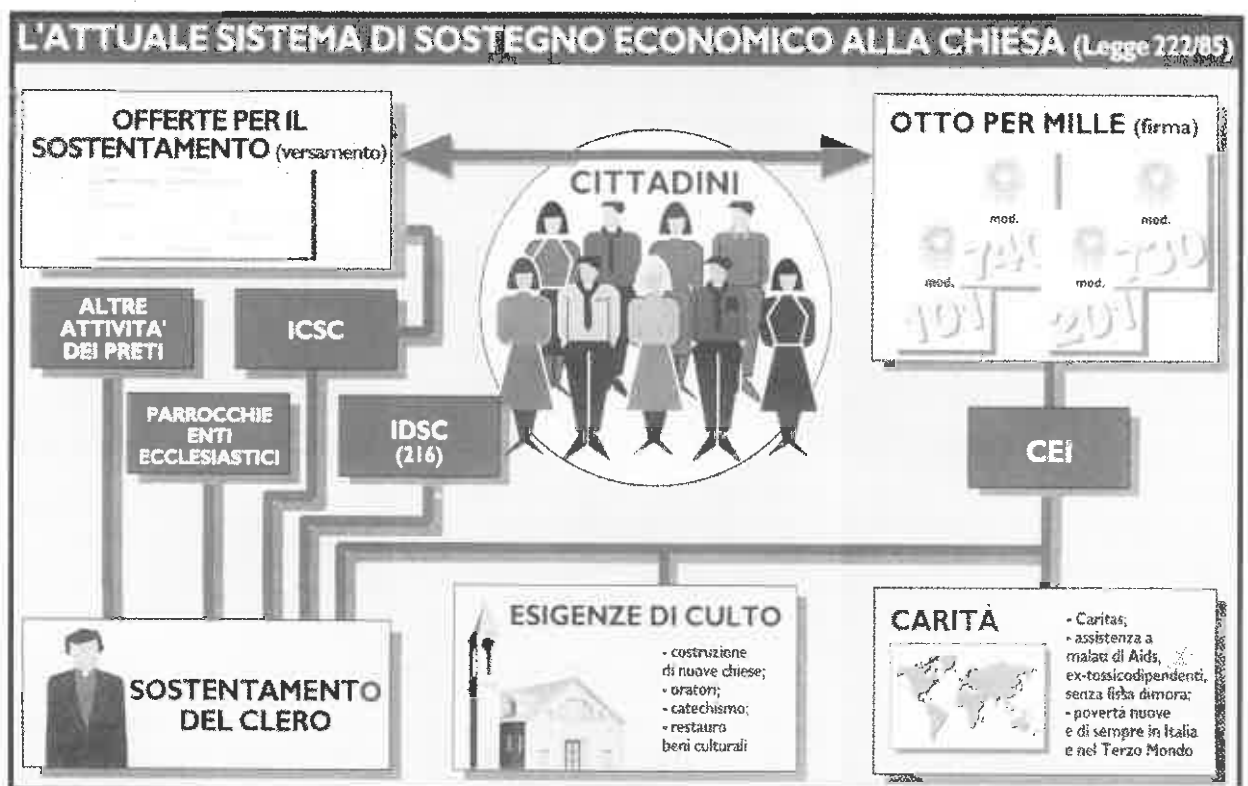 L'ATTUALE SISTEMA DI SOSTEGNO ECONOMICO ALLA CHIESA (Legge 222/85)
OFFERTE PER IL
SOSTENTAMENTO (versamento)
CITTADINI
OTTO PER MILLE (firma)
mod.
mod.
mod. 740
mod. 730
101
201
ALTRE
ATTIVITA'
DEI PRETI
ICSC
PARROCCHIE
ENTI
ECCLESIASTICI
IDSC
(216)
CEI
SOSTENTAMENTO
DEL CLERO
ESIGENZE DI CULTO
- costruzione
di nuove chiese;
- oratori;
- catechismo;
- restauro
beni culturali
CARITÀ
- Caritas;
- assistenza a
malati di Aids,
ex-tossicodipendenti,
senza fissa dimora;
- povertà nuove
e di sempre in Italia
e nel Terzo Mondo